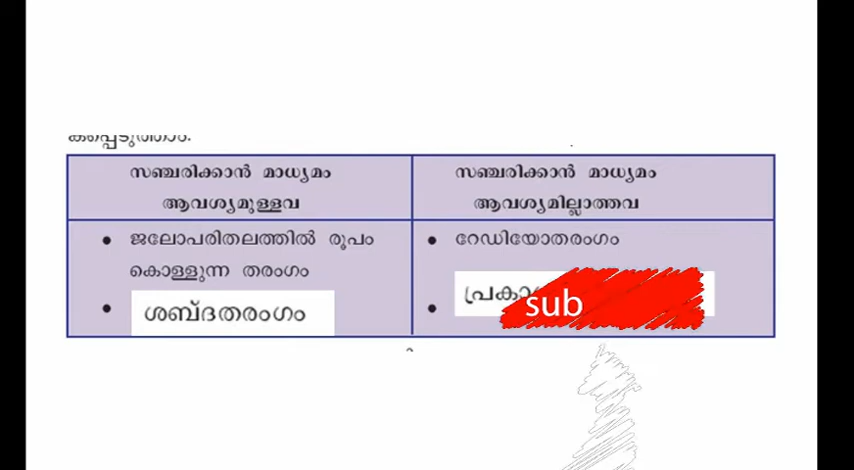 സഞ്ചരിക്കാൻ മാധ്യമം
ആവശ്യമുള്ളവ
സഞ്ചരിക്കാൻ മാധ്യമം
ആവശ്യമില്ലാത്തവ
• ജലോപരിതലത്തിൽ രൂപം
കൊള്ളുന്ന തരംഗം
• ശബ്ദതരംഗം
• റേഡിയോതരംഗം
•
sub